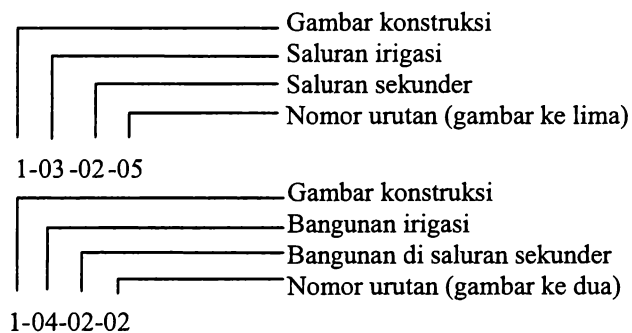 Gambar konstruksi
Saluran irigasi
Saluran sekunder
Nomor urutan (gambar ke lima)
1-03 -02 -05
Gambar konstruksi
Bangunan irigasi
Bangunan di saluran sekunder
Nomor urutan (gambar ke dua)
1-04-02-02